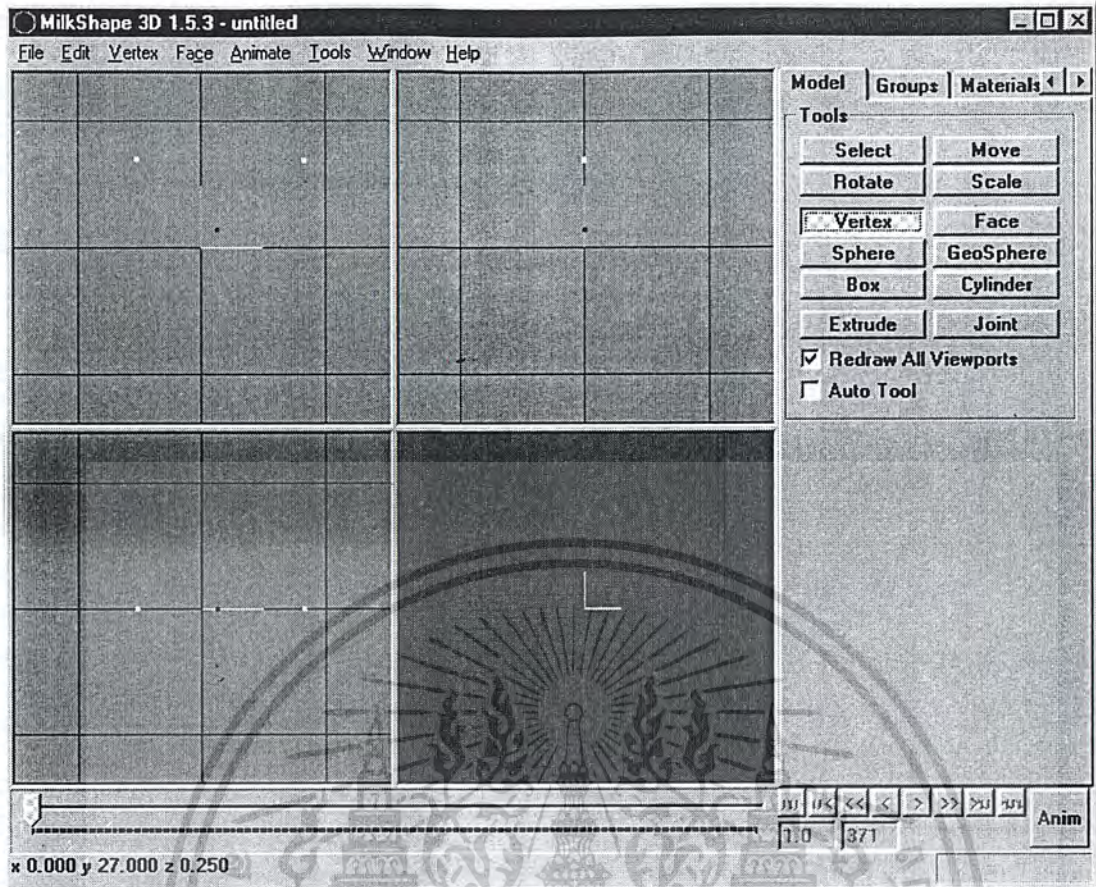 MilkShape 3D 1.5.3 - untitled
File Edit Vertex Face Animate Tools Window Help
Model Groups Materials
Tools
Select Move
Rotate Scale
Vertex Face
Sphere GeoSphere
Box Cylinder
Extrude Joint
Redraw All Viewports
Auto Tool
<< < > >>
Anim
1.0 371
x 0.000 y 27.000 z 0.250